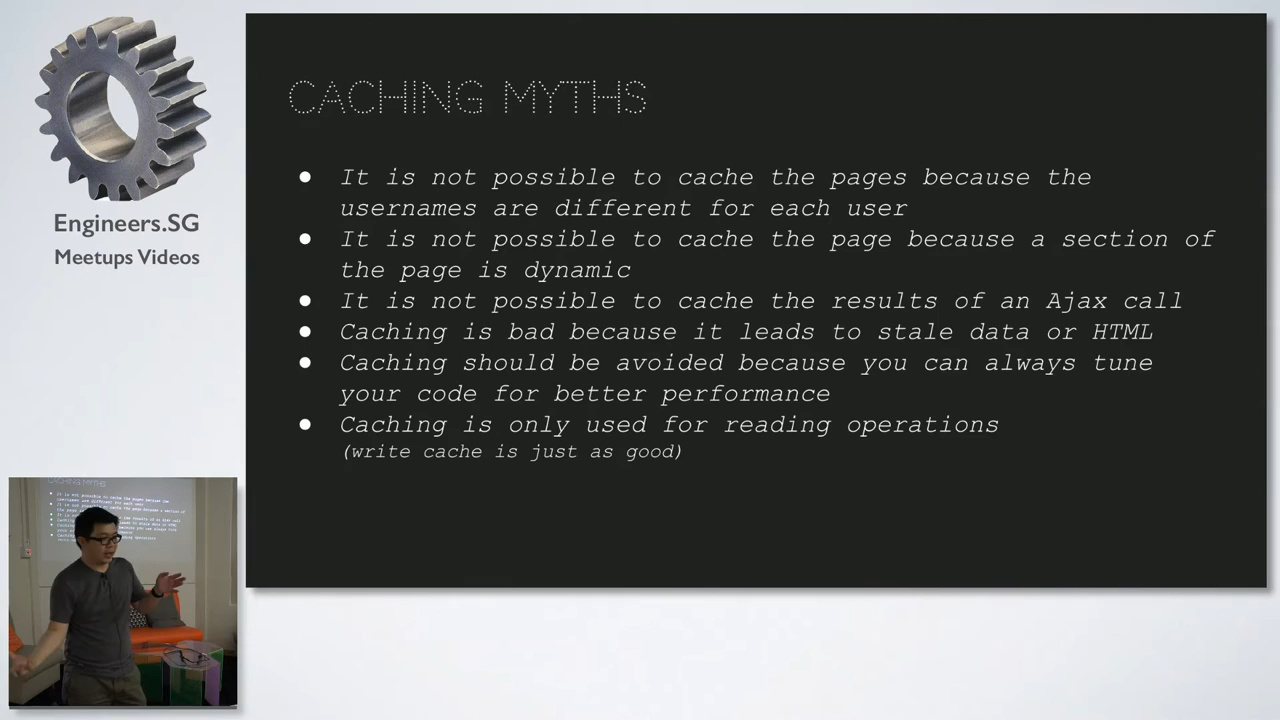 Engineers.SG
Meetups Videos
CACHING MYTHS
● It is not possible to cache the pages because the
usernames are different for each user
● It is not possible to cache the page because a section of
the page is dynamic
● It is not possible to cache the results of an Ajax call
● Caching is bad because it leads to stale data or HTML
● Caching should be avoided because you can always tune
your code for better performance
● Caching is only used for reading operations
(write cache is just as good)